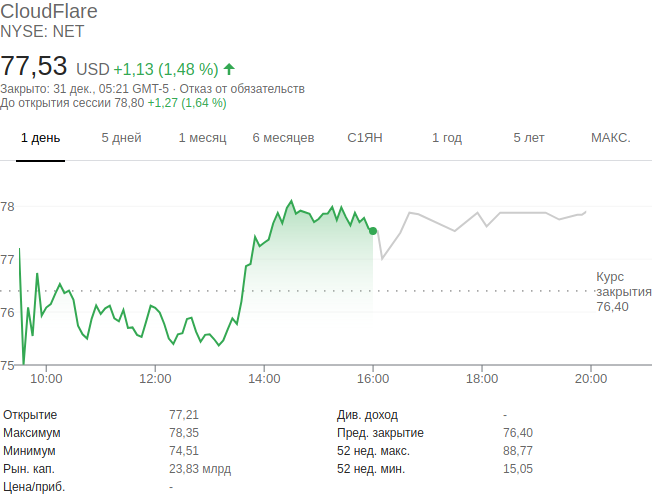 CloudFlare
NYSE: NET
77,53 USD +1,13 (1,48 %)
Закрыто: 31 дек., 05:21 GMT-5 · Отказ от обязательств
До открытия сессии 78,80 +1,27 (1,64 %)
1 день 5 дней 1 месяц 6 месяцев С1ЯН 1 год 5 лет МАКС.
78
77
Курс
закрытия
76,40
76
75
10:00 12:00 14:00 16:00 18:00 20:00
Открытие 77,21 Див. доход -
Максимум 78,35 Пред. закрытие 76,40
Минимум 74,51 52 нед. макс. 88,77
Рын. кап. 23,83 млрд 52 нед. мин. 15,05
Цена/приб. -